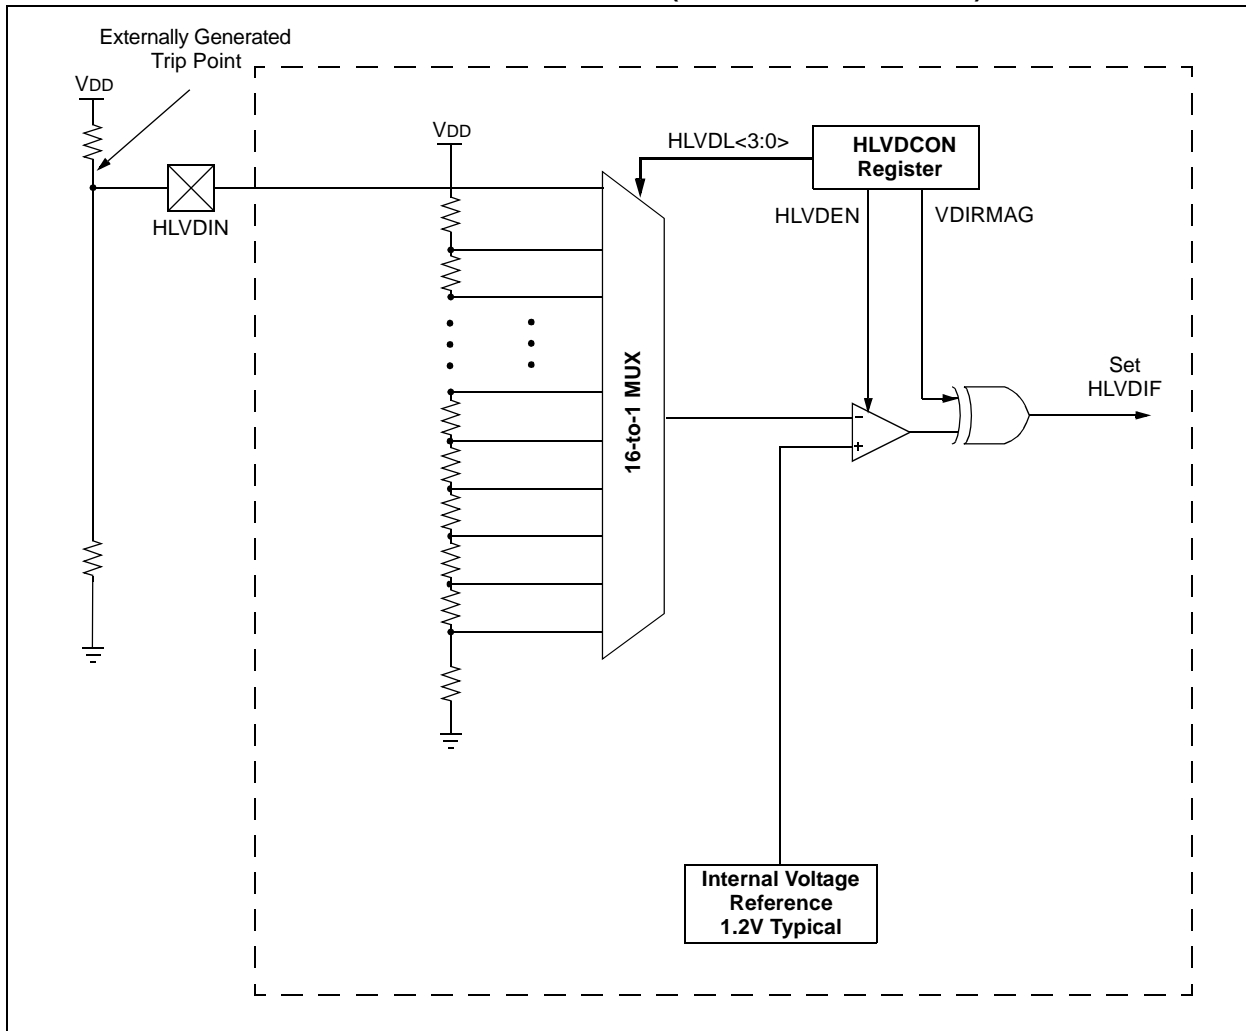 Externally Generated
Trip Point
VDD
VDD
HLVDIN
HLVDL<3:0>
HLVDCON
Register
HLVDEN
VDIRMAG
16-to-1 MUX
–
+
Set
HLVDIF
Internal Voltage
Reference
1.2V Typical